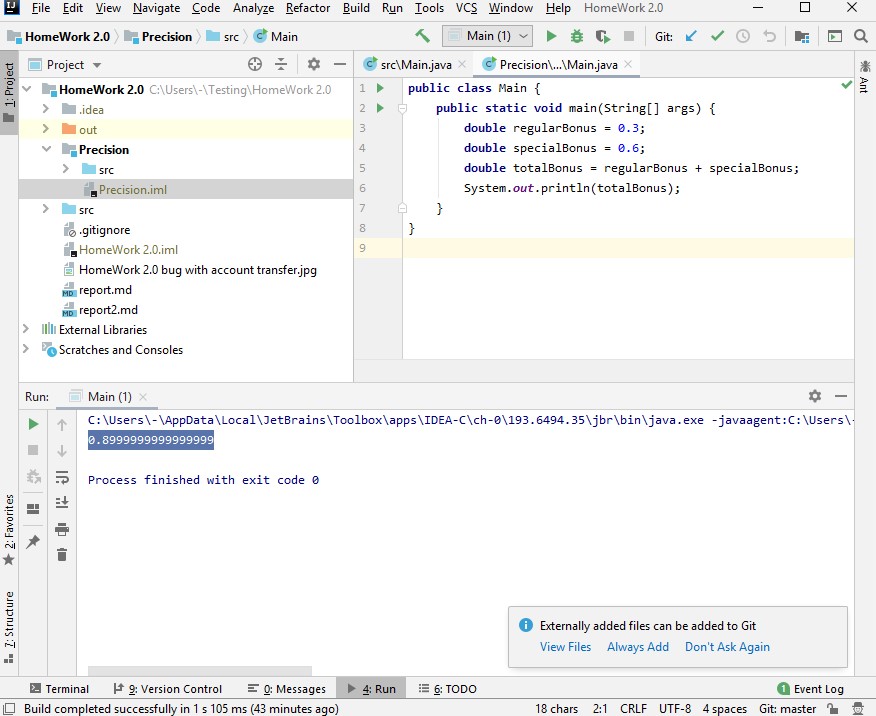 File Edit View Navigate Code Analyze Refactor Build Run Tools VCS Window Help HomeWork 2.0
HomeWork 2.0 Precision src Main Main (1) Git:
1: Project
Project
HomeWork 2.0 C:\Users\-\Testing\HomeWork 2.0
.idea
out
Precision
src
Precision.iml
src
.gitignore
HomeWork 2.0.iml
HomeWork 2.0 bug with account transfer.jpg
report.md
report2.md
External Libraries
Scratches and Consoles
src\Main.java Precision\...\Main.java
1 public class Main {
2 public static void main(String[] args) {
3 double regularBonus = 0.3;
4 double specialBonus = 0.6;
5 double totalBonus = regularBonus + specialBonus;
6 System.out.println(totalBonus);
7 }
8 }
9
Ant
Run: Main (1)
C:\Users\-\AppData\Local\JetBrains\Toolbox\apps\IDEA-C\ch-0\193.6494.35\jbr\bin\java.exe -javaagent:C:\Users\-
0.8999999999999999
Process finished with exit code 0
2: Favorites
7: Structure
Externally added files can be added to Git
View Files Always Add Don't Ask Again
Terminal 9: Version Control 0: Messages 4: Run 6: TODO 1 Event Log
Build completed successfully in 1 s 105 ms (43 minutes ago) 18 chars 2:1 CRLF UTF-8 4 spaces Git: master